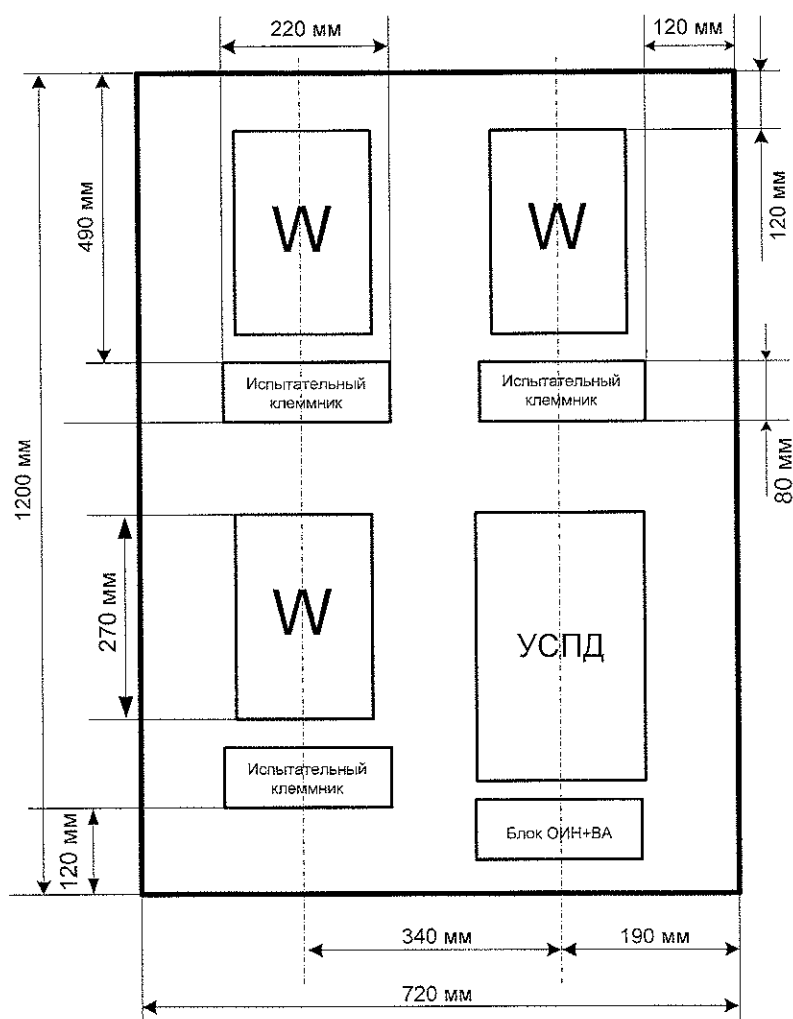 220 мм
120 мм
490 мм
W
W
120 мм
Испытательный
клеммник
Испытательный
клеммник
80 мм
1200 мм
270 мм
W
УСПД
Испытательный
клеммник
120 мм
Блок ОИН+ВА
340 мм
190 мм
720 мм